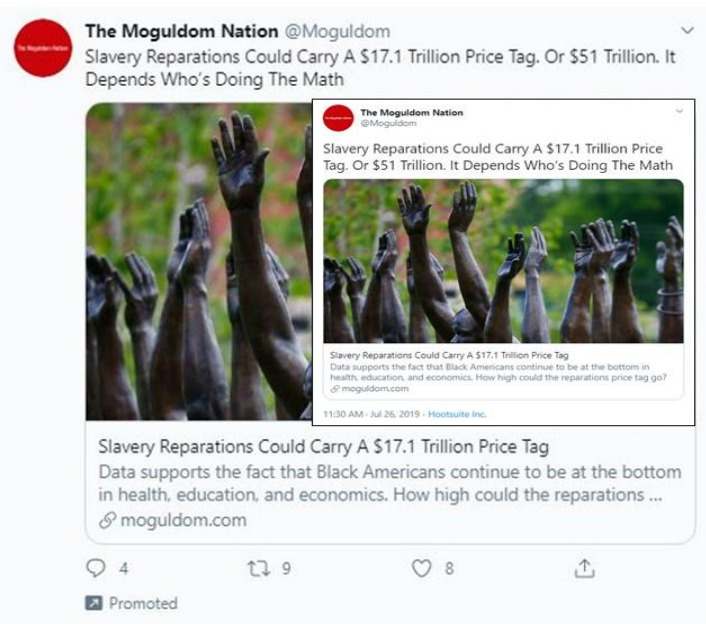 The Moguldom Nation @Moguldom
Slavery Reparations Could Carry A $17.1 Trillion Price Tag. Or $51 Trillion. It
Depends Who's Doing The Math
The Moguldom Nation
@Moguldom
Slavery Reparations Could Carry A $17.1 Trillion Price
Tag. Or $51 Trillion. It Depends Who's Doing The Math
Slavery Reparations Could Carry A $17.1 Trillion Price Tag
Data supports the fact that Black Americans continue to be at the bottom in
health, education, and economics. How high could the reparations price tag go?
moguldom.com
11:30 AM - Jul 26, 2019 - Hootsuite Inc.
Slavery Reparations Could Carry A $17.1 Trillion Price Tag
Data supports the fact that Black Americans continue to be at the bottom
in health, education, and economics. How high could the reparations ...
moguldom.com
4 9 8
Promoted